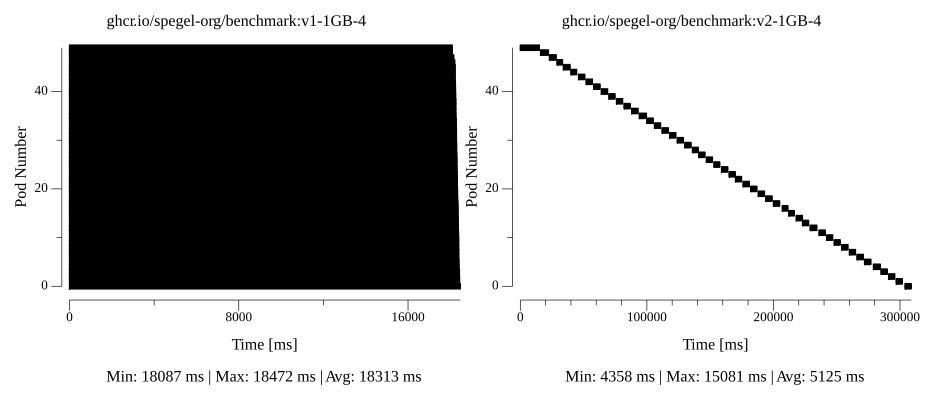 ghcr.io/spegel-org/benchmark:v1-1GB-4
40
20
0
Pod Number
0 8000 16000
Time [ms]
Min: 18087 ms | Max: 18472 ms | Avg: 18313 ms
ghcr.io/spegel-org/benchmark:v2-1GB-4
40
20
0
Pod Number
0 100000 200000 300000
Time [ms]
Min: 4358 ms | Max: 15081 ms | Avg: 5125 ms